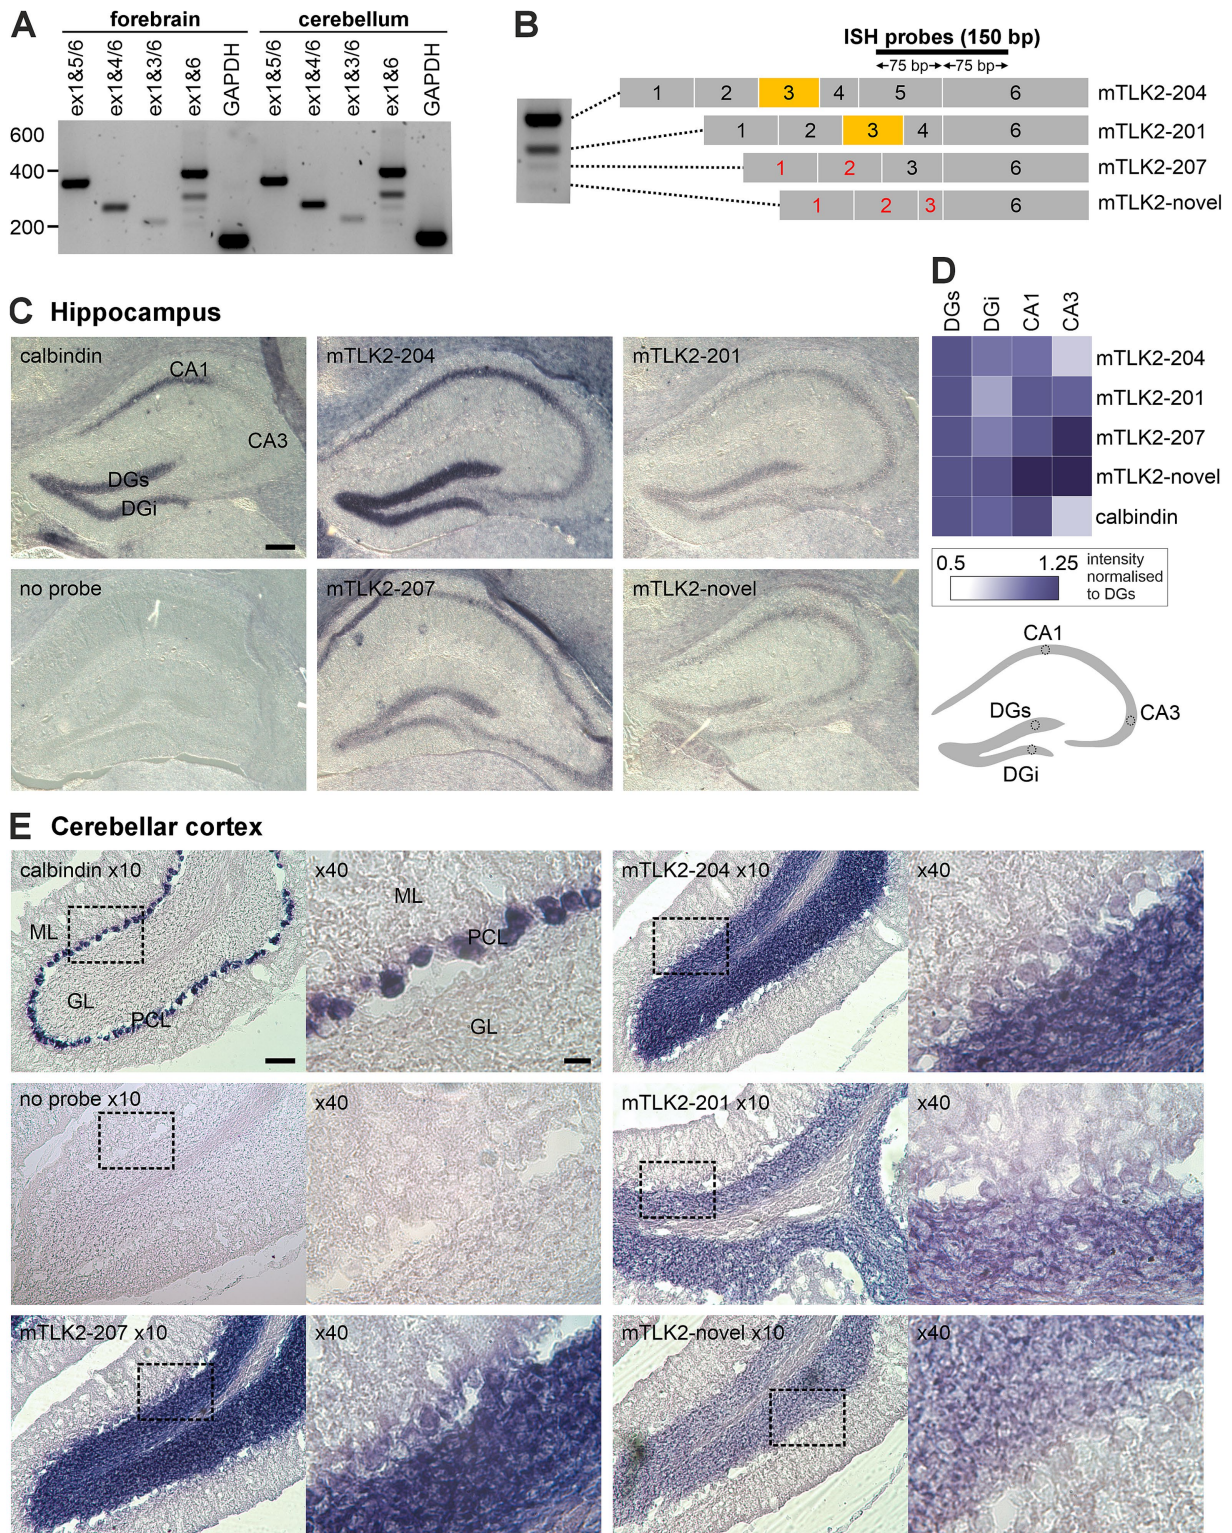 A
forebrain cerebellum
ex1&5/6 ex1&4/6 ex1&3/6 ex1&6 GAPDH ex1&5/6 ex1&4/6 ex1&3/6 ex1&6 GAPDH
600
400
200
B
ISH probes (150 bp)
75 bp 75 bp
1 2 3 4 5 6 mTLK2-204
1 2 3 4 6 mTLK2-201
1 2 3 6 mTLK2-207
1 2 3 6 mTLK2-novel
C Hippocampus
calbindin CA1 CA3 DGs DGi
mTLK2-204
mTLK2-201
no probe
mTLK2-207
mTLK2-novel
D
DGs DGi CA1 CA3
mTLK2-204
mTLK2-201
mTLK2-207
mTLK2-novel
calbindin
0.5 1.25 intensity
normalised
to DGs
CA1
DGs
CA3
DGi
E Cerebellar cortex
calbindin x10 ML GL PCL
x40 ML PCL GL
mTLK2-204 x10
x40
no probe x10
x40
mTLK2-201 x10
x40
mTLK2-207 x10
x40
mTLK2-novel x10
x40